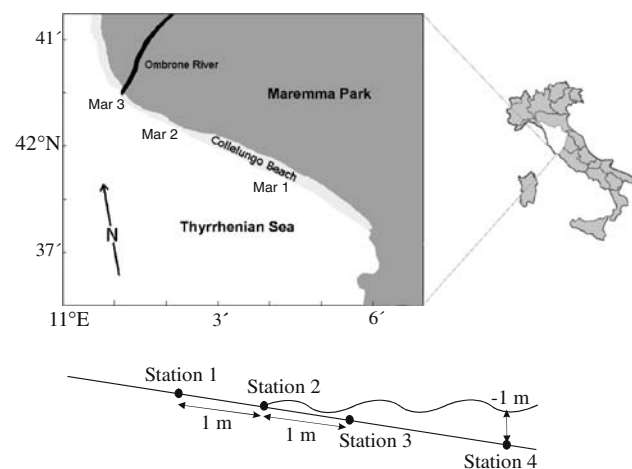 41´
Ombrone River
Maremma Park
Mar 3
Mar 2
42°N
Collelungo Beach
Mar 1
N
Thyrrhenian Sea
37´
11°E
3´
6´
Station 1
Station 2
-1 m
1 m
1 m
Station 3
Station 4